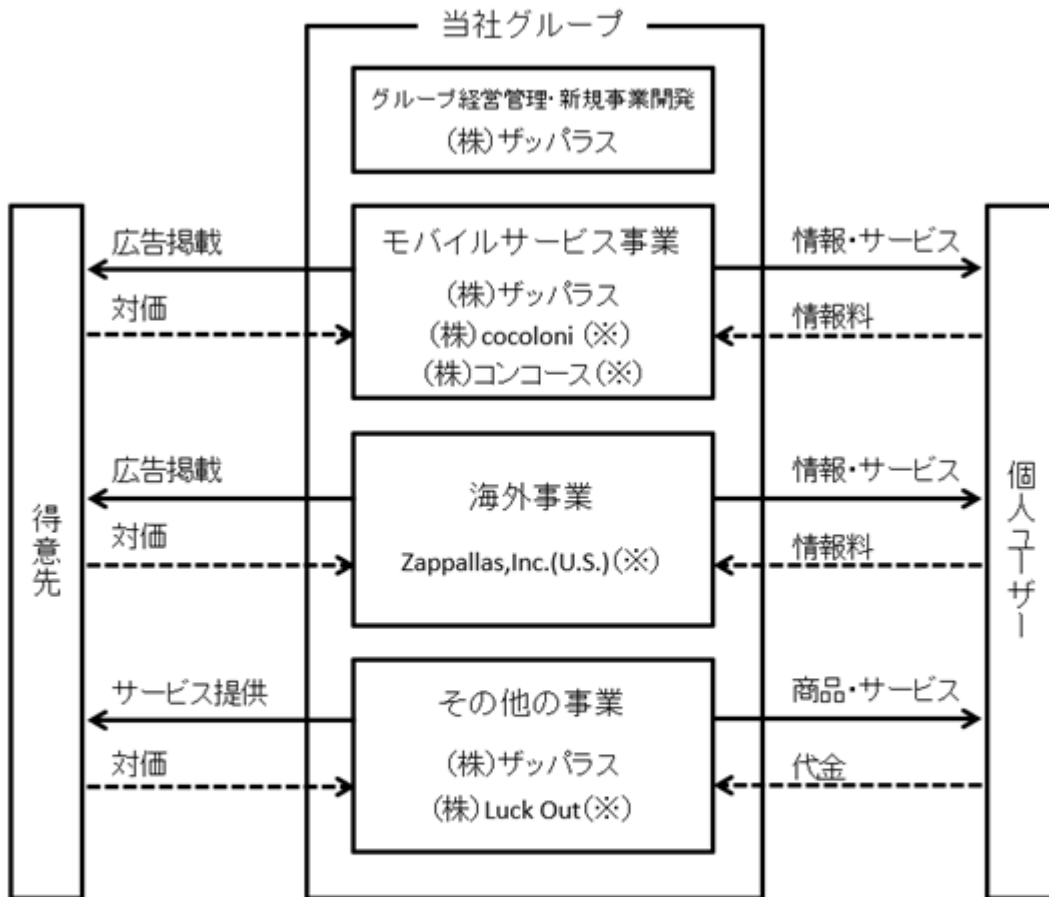 当社グループ
グループ経営管理・新規事業開発
(株)ザッパラス
得意先
広告掲載
対価
モバイルサービス事業
(株)ザッパラス
(株)cocoloni(※)
(株)コンコース(※)
情報・サービス
情報料
広告掲載
対価
海外事業
Zappallas,Inc.(U.S.)(※)
情報・サービス
情報料
サービス提供
対価
その他の事業
(株)ザッパラス
(株)Luck Out(※)
商品・サービス
代金
個人ユーザー